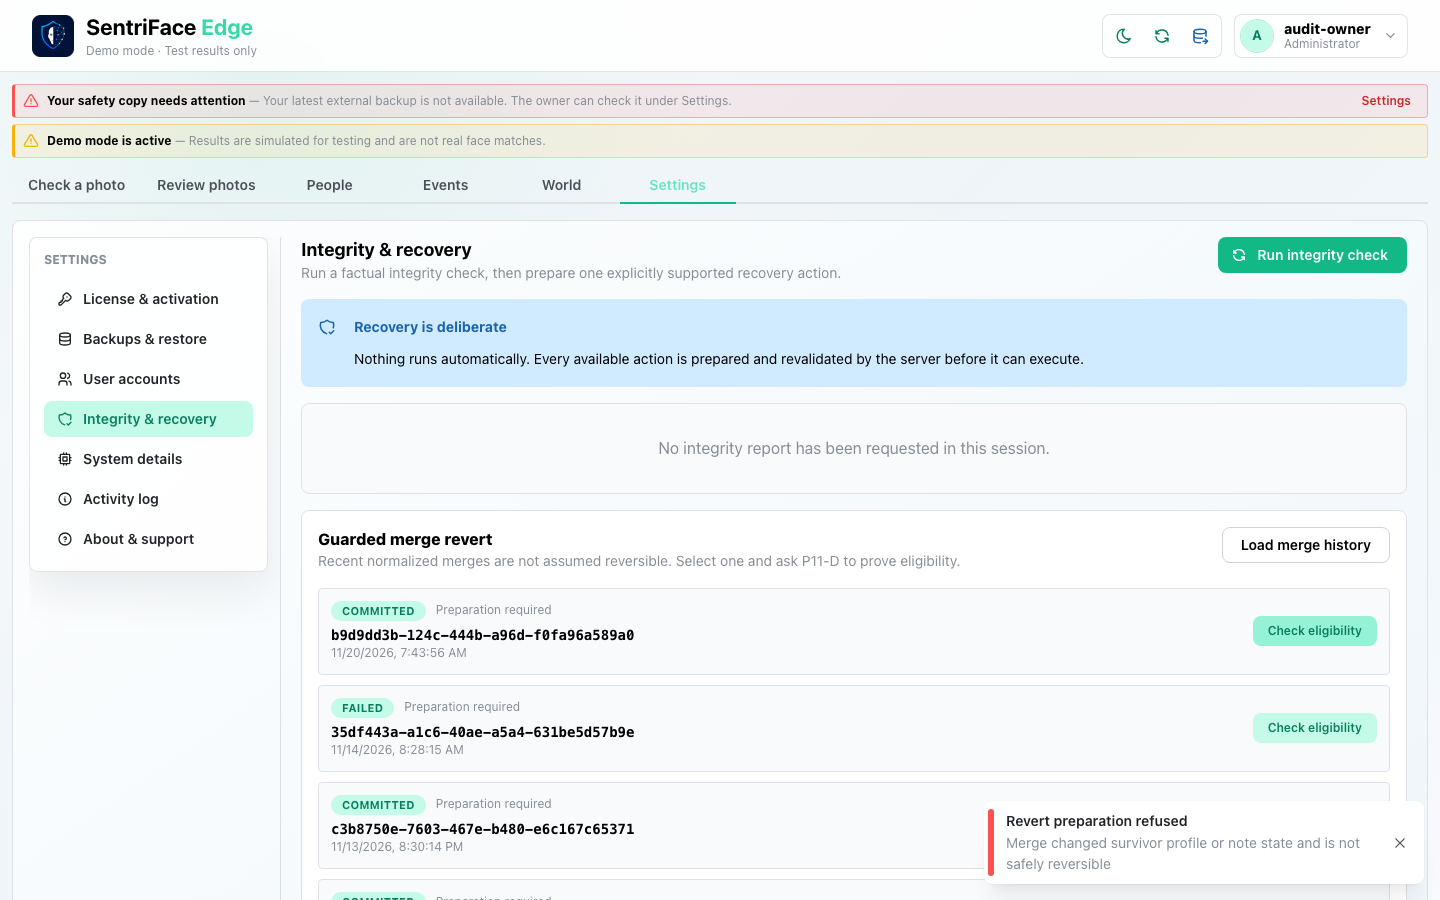 SentriFace Edge
Demo mode · Test results only
A
audit-owner
Administrator
Your safety copy needs attention — Your latest external backup is not available. The owner can check it under Settings.
Settings
Demo mode is active — Results are simulated for testing and are not real face matches.
Check a photo
Review photos
People
Events
World
Settings
SETTINGS
License & activation
Backups & restore
User accounts
Integrity & recovery
System details
Activity log
About & support
Integrity & recovery
Run a factual integrity check, then prepare one explicitly supported recovery action.
Run integrity check
Recovery is deliberate
Nothing runs automatically. Every available action is prepared and revalidated by the server before it can execute.
No integrity report has been requested in this session.
Guarded merge revert
Recent normalized merges are not assumed reversible. Select one and ask P11-D to prove eligibility.
Load merge history
COMMITTED Preparation required
b9d9dd3b-124c-444b-a96d-f0fa96a589a0
11/20/2026, 7:43:56 AM
Check eligibility
FAILED Preparation required
35df443a-a1c6-40ae-a5a4-631be5d57b9e
11/14/2026, 8:28:15 AM
Check eligibility
COMMITTED Preparation required
c3b8750e-7603-467e-b480-e6c167c65371
11/13/2026, 8:30:14 PM
COMMITTED Preparation required
Revert preparation refused
Merge changed survivor profile or note state and is not
safely reversible